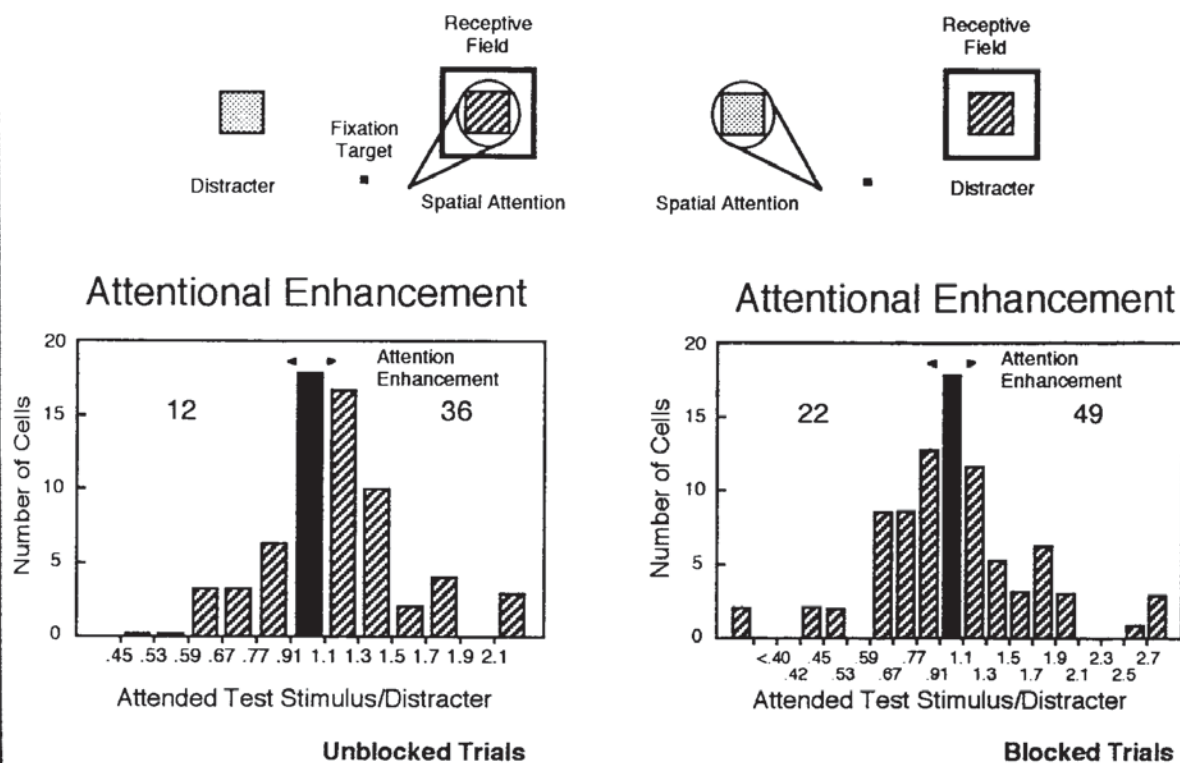 Receptive
Field
Fixation
Target
Distracter
Spatial Attention
Receptive
Field
Spatial Attention
Distracter
Attentional Enhancement
20
15
10
5
0
Number of Cells
Attention
Enhancement
12
36
.45 .53 .59 .67 .77 .91 1.1 1.3 1.5 1.7 1.9 2.1
Attended Test Stimulus/Distracter
Unblocked Trials
Attentional Enhancement
20
15
10
5
0
Number of Cells
Attention
Enhancement
22
49
<.40 .45 .59 .77 1.1 1.5 1.9 2.3 2.7
.42 .53 .67 .91 1.3 1.7 2.1 2.5
Attended Test Stimulus/Distracter
Blocked Trials